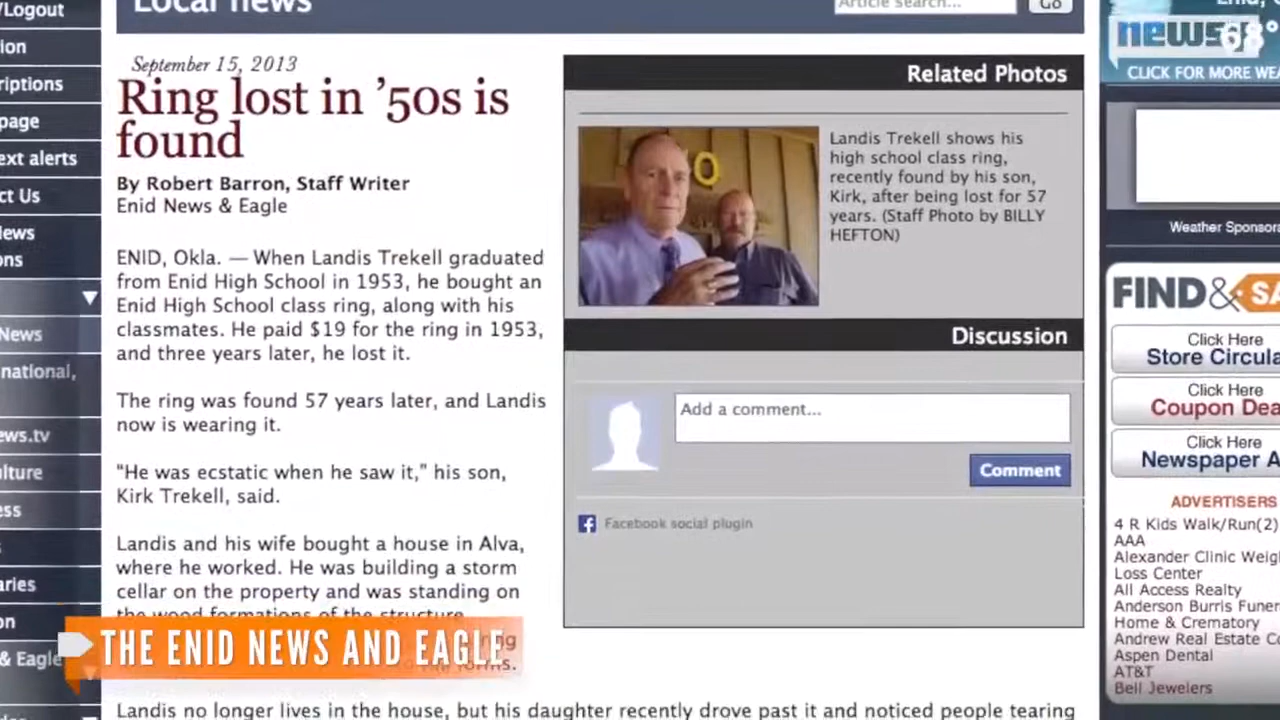 /Logout
ion
riptions
page
ext alerts
ct Us
News
ons
News
national,
ews.tv
ulture
ess
aries
on
& Eagle
Local news
Article search...
Go
September 15, 2013
Ring lost in ’50s is
found
By Robert Barron, Staff Writer
Enid News & Eagle
ENID, Okla. — When Landis Trekell graduated
from Enid High School in 1953, he bought an
Enid High School class ring, along with his
classmates. He paid $19 for the ring in 1953,
and three years later, he lost it.
The ring was found 57 years later, and Landis
now is wearing it.
“He was ecstatic when he saw it,” his son,
Kirk Trekell, said.
Landis and his wife bought a house in Alva,
where he worked. He was building a storm
cellar on the property and was standing on
the wood formations of the structure
THE ENID NEWS AND EAGLE
Landis no longer lives in the house, but his daughter recently drove past it and noticed people tearing
Related Photos
Landis Trekell shows his
high school class ring,
recently found by his son,
Kirk, after being lost for 57
years. (Staff Photo by BILLY
HEFTON)
Discussion
Add a comment...
Comment
Facebook social plugin
68°
CLICK FOR MORE WEA
Weather Sponsor
FIND & SA
Click Here
Store Circula
Click Here
Coupon Dea
Click Here
Newspaper A
ADVERTISERS
4 R Kids Walk/Run(2)
AAA
Alexander Clinic Weig
Loss Center
All Access Realty
Anderson Burris Funer
Home & Crematory
Andrew Real Estate Co
Aspen Dental
AT&T
Bell Jewelers